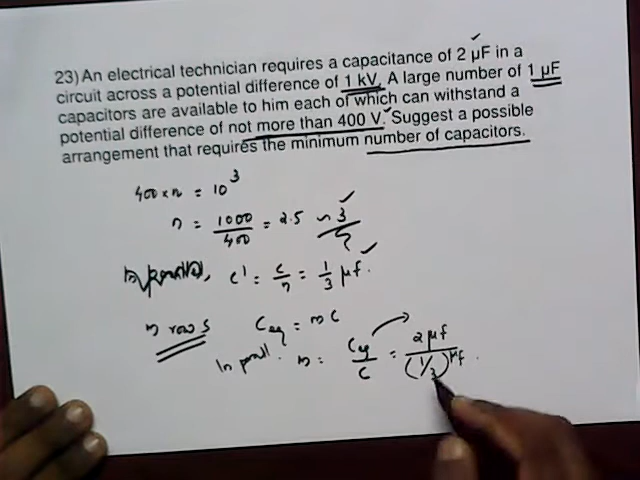 23) An electrical technician requires a capacitance of 2 µF in a
circuit across a potential difference of 1 kV. A large number of 1 µF
capacitors are available to him each of which can withstand a
potential difference of not more than 400 V. Suggest a possible
arrangement that requires the minimum number of capacitors.
400 × n = 10³
n = 1000/400 = 2.5 ~ 3
C' = C/n = 1/3 µf.
m rows Ceq = mC
In parall. m = Ceq/C = 2µf/(1/3)µf.